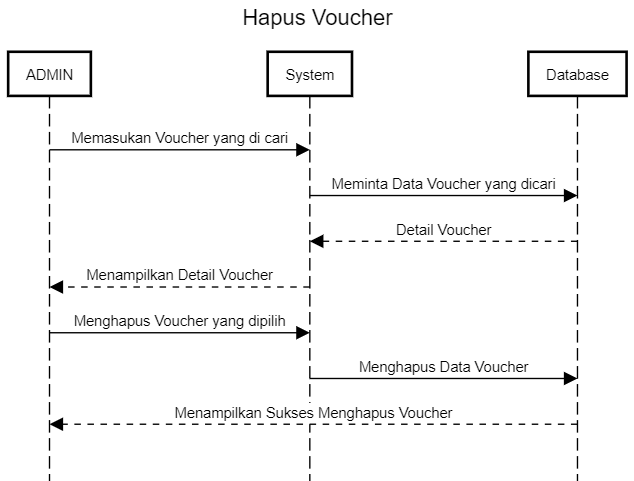 Hapus Voucher
ADMIN
System
Database
Memasukan Voucher yang di cari
Meminta Data Voucher yang dicari
Detail Voucher
Menampilkan Detail Voucher
Menghapus Voucher yang dipilih
Menghapus Data Voucher
Menampilkan Sukses Menghapus Voucher